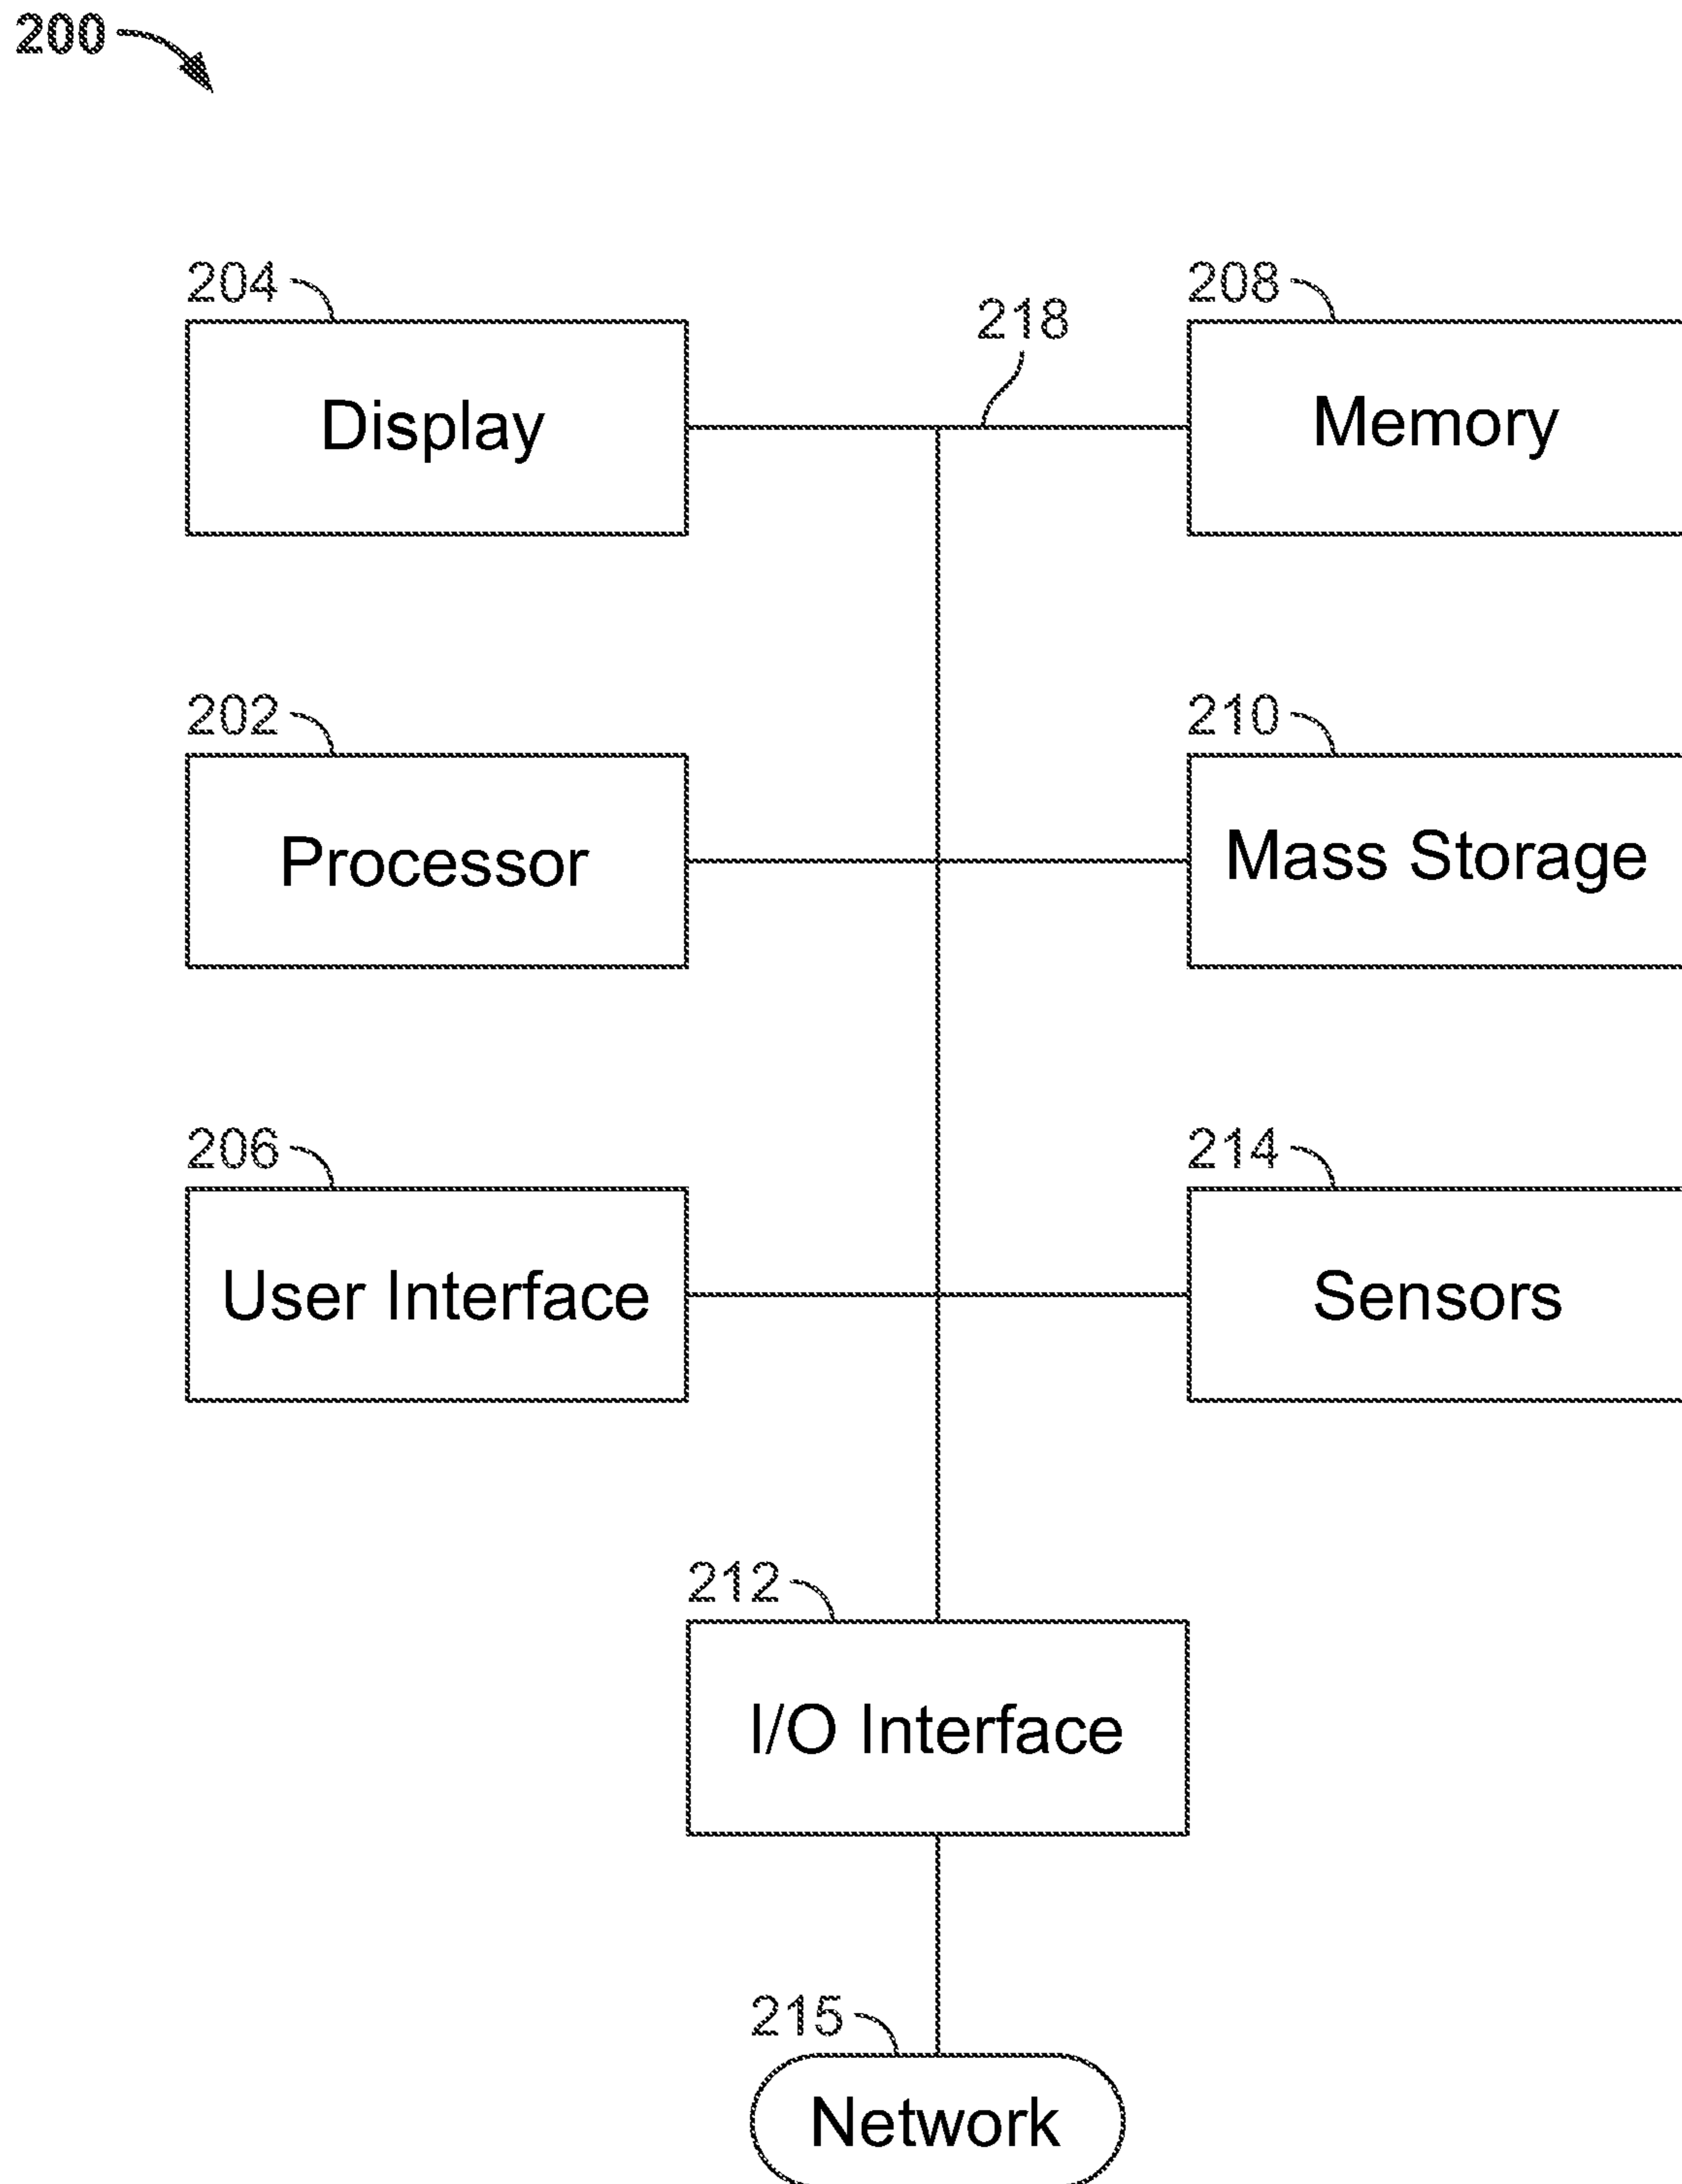 200
204
218
208
Display
Memory
202
210
Processor
Mass Storage
206
214
User Interface
Sensors
212
I/O Interface
215
Network